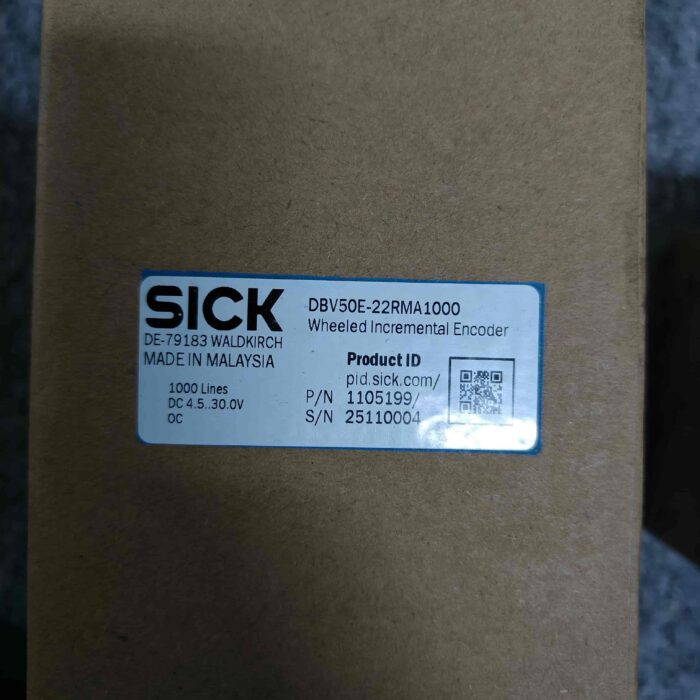 SICK
DE-79183 WALDKIRCH
MADE IN MALAYSIA
1000 Lines
DC 4.5..30.0V
OC
DBV50E-22RMA1000
Wheeled Incremental Encoder
Product ID
pid.sick.com/
P/N 1105199/
S/N 25110004